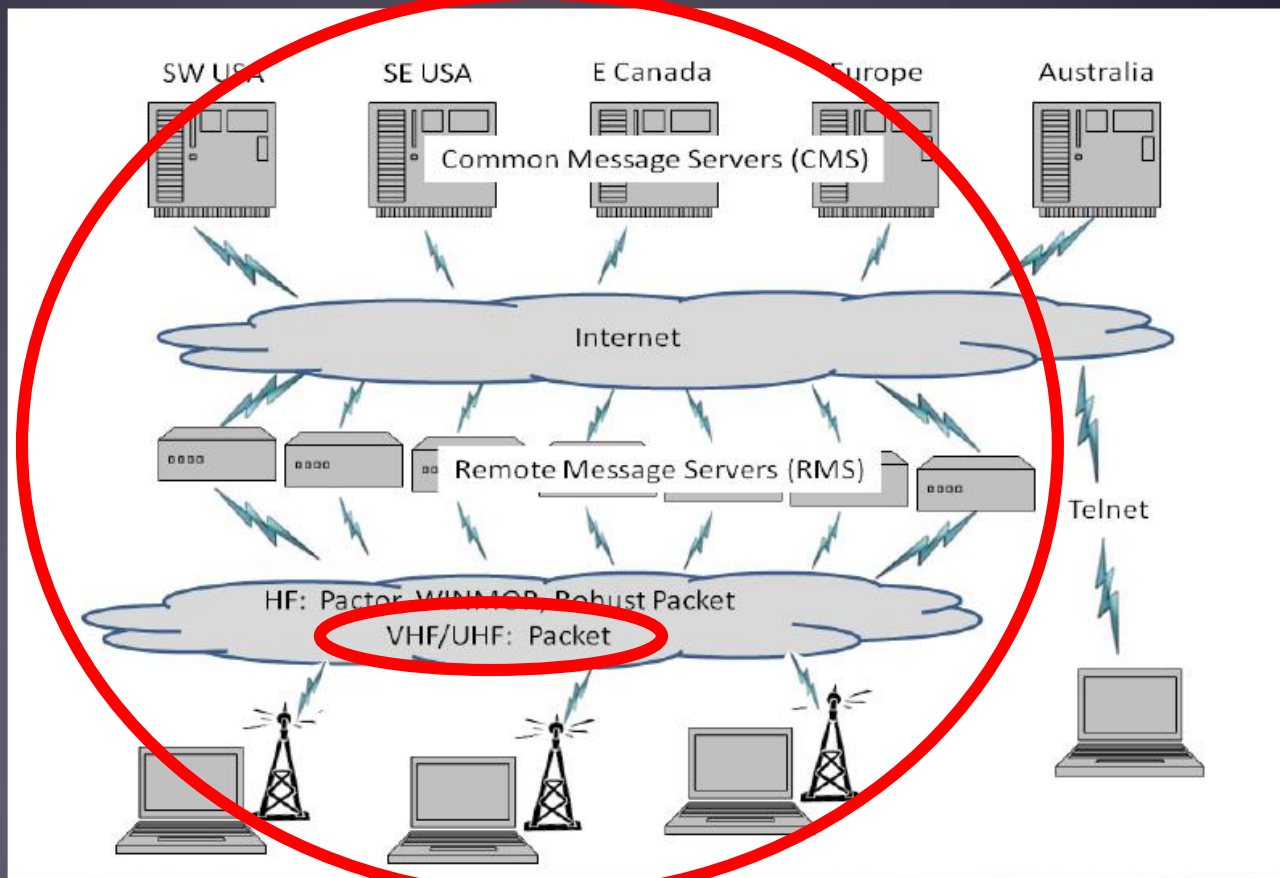 SW USA
SE USA
E Canada
Europe
Australia
Common Message Servers (CMS)
Internet
Remote Message Servers (RMS)
Telnet
HF: Pactor, WINMOR, Robust Packet
VHF/UHF: Packet